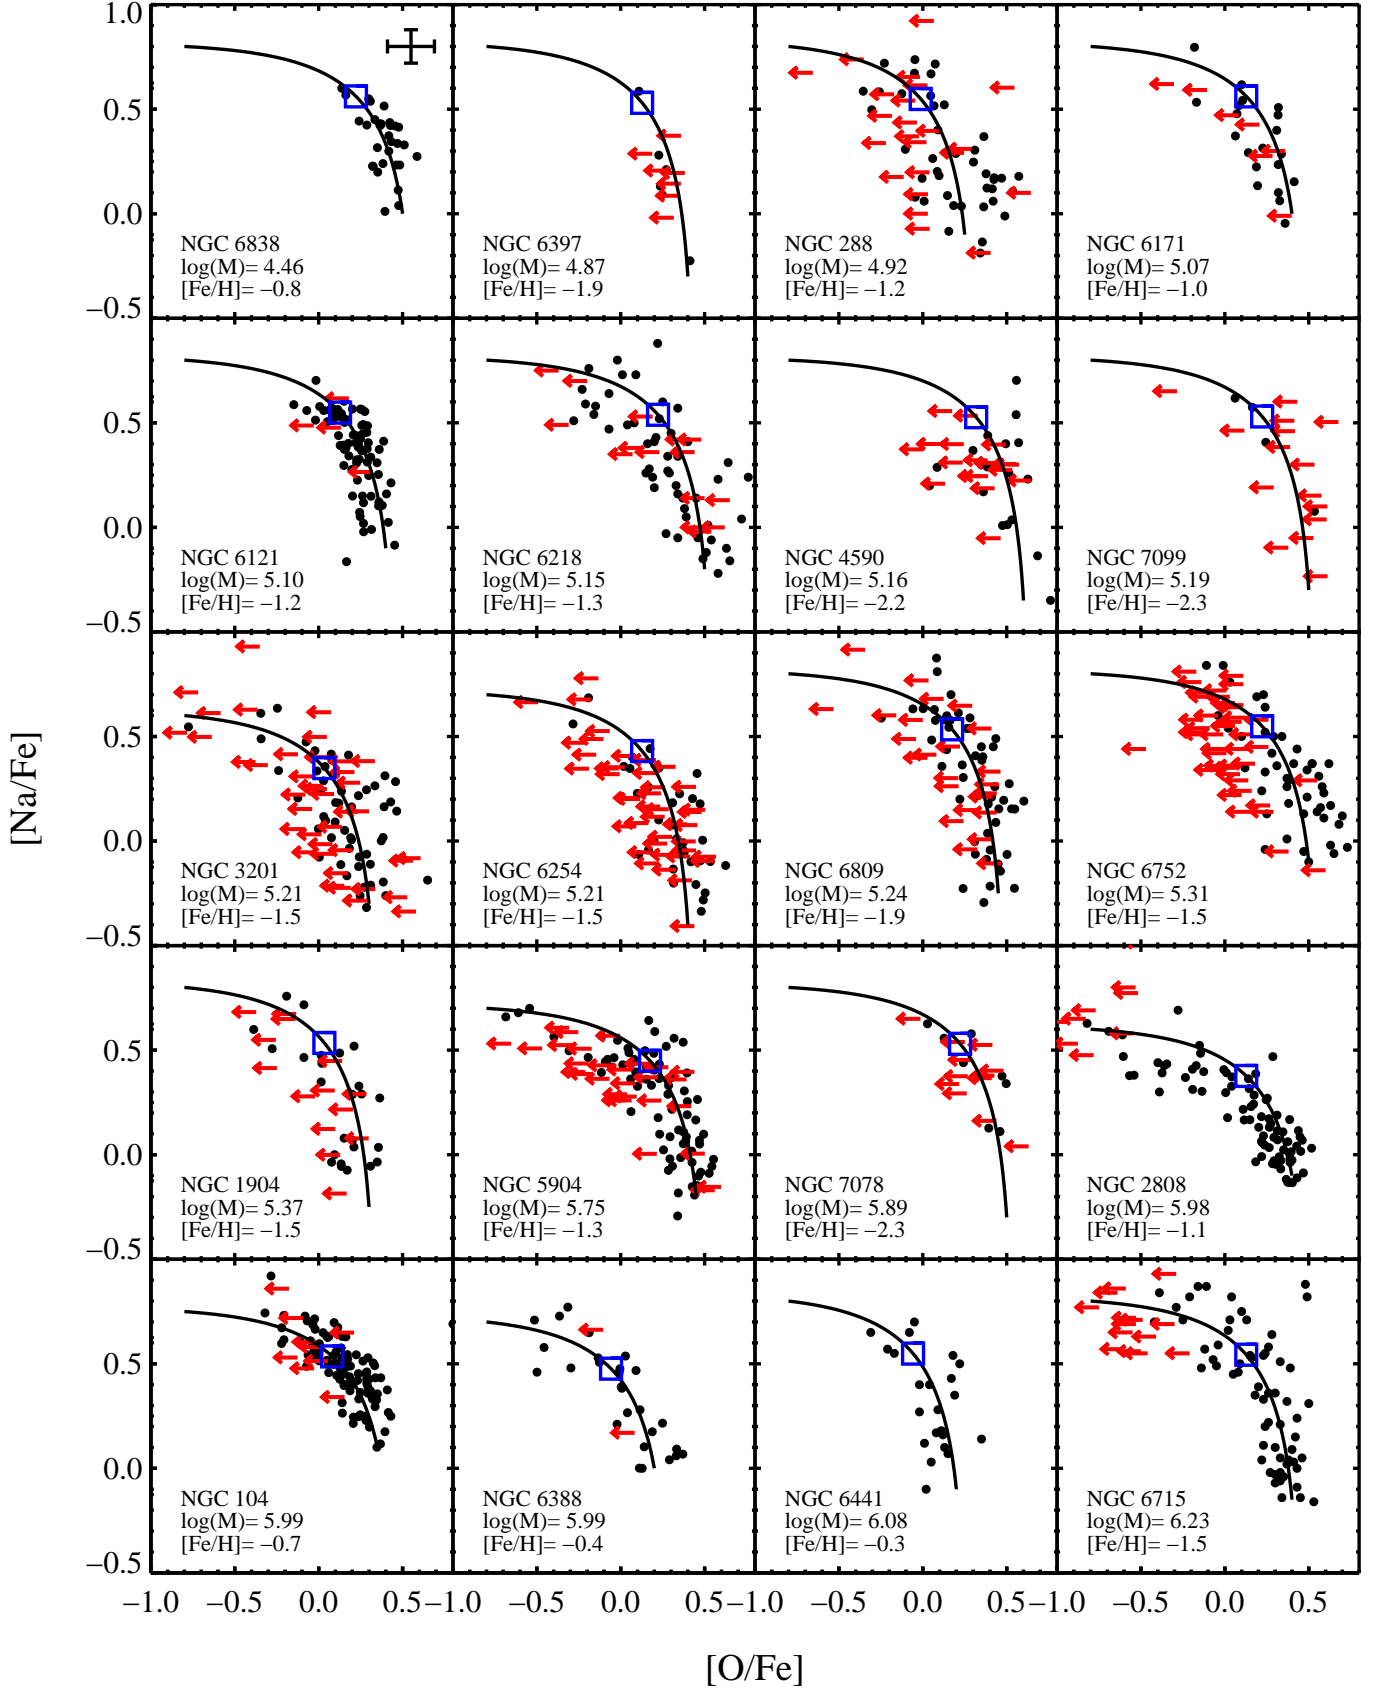 1.0
NGC 6838
log(M)= 4.46
[Fe/H]= −0.8
NGC 6397
log(M)= 4.87
[Fe/H]= −1.9
NGC 288
log(M)= 4.92
[Fe/H]= −1.2
NGC 6171
log(M)= 5.07
[Fe/H]= −1.0
0.5
0.0
−0.5
NGC 6121
log(M)= 5.10
[Fe/H]= −1.2
NGC 6218
log(M)= 5.15
[Fe/H]= −1.3
NGC 4590
log(M)= 5.16
[Fe/H]= −2.2
NGC 7099
log(M)= 5.19
[Fe/H]= −2.3
0.5
0.0
−0.5
[Na/Fe]
NGC 3201
log(M)= 5.21
[Fe/H]= −1.5
NGC 6254
log(M)= 5.21
[Fe/H]= −1.5
NGC 6809
log(M)= 5.24
[Fe/H]= −1.9
NGC 6752
log(M)= 5.31
[Fe/H]= −1.5
0.5
0.0
−0.5
NGC 1904
log(M)= 5.37
[Fe/H]= −1.5
NGC 5904
log(M)= 5.75
[Fe/H]= −1.3
NGC 7078
log(M)= 5.89
[Fe/H]= −2.3
NGC 2808
log(M)= 5.98
[Fe/H]= −1.1
0.5
0.0
−0.5
NGC 104
log(M)= 5.99
[Fe/H]= −0.7
NGC 6388
log(M)= 5.99
[Fe/H]= −0.4
NGC 6441
log(M)= 6.08
[Fe/H]= −0.3
NGC 6715
log(M)= 6.23
[Fe/H]= −1.5
0.5
0.0
−0.5
−1.0 −0.5 0.0 0.5 −1.0 −0.5 0.0 0.5 −1.0 −0.5 0.0 0.5 −1.0 −0.5 0.0 0.5
[O/Fe]